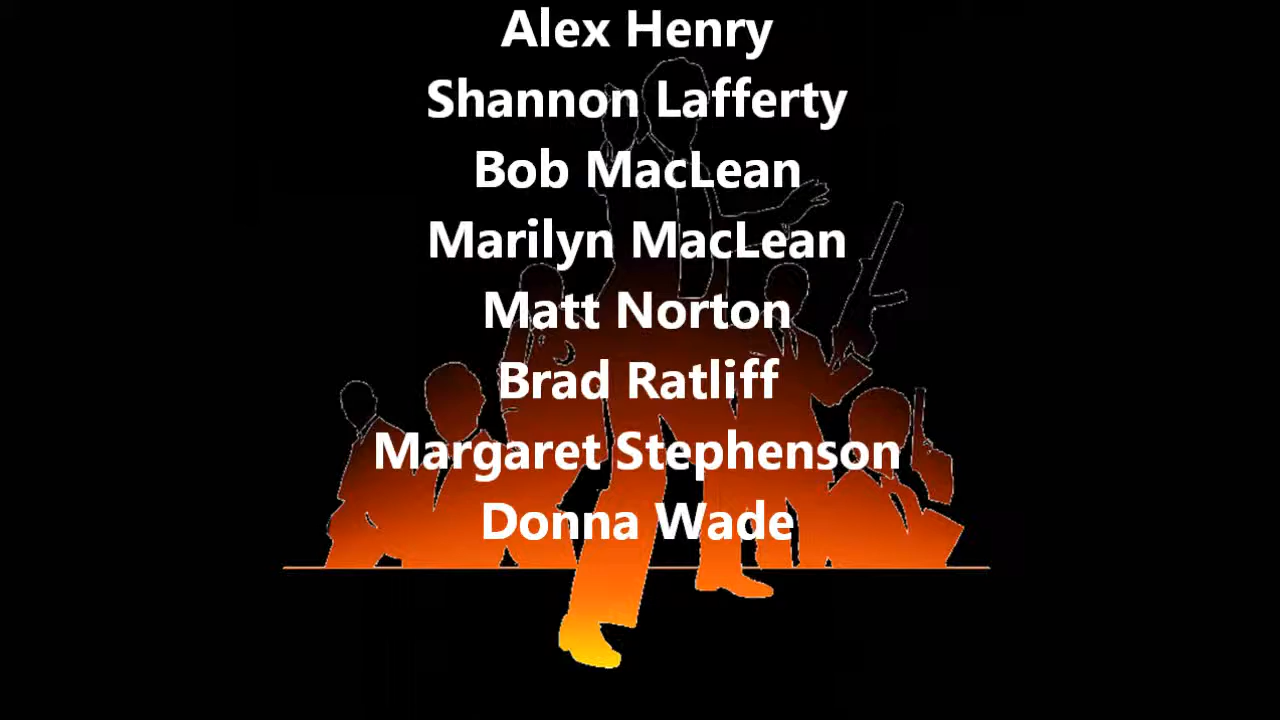 Alex Henry
Shannon Lafferty
Bob MacLean
Marilyn MacLean
Matt Norton
Brad Ratliff
Margaret Stephenson
Donna Wade